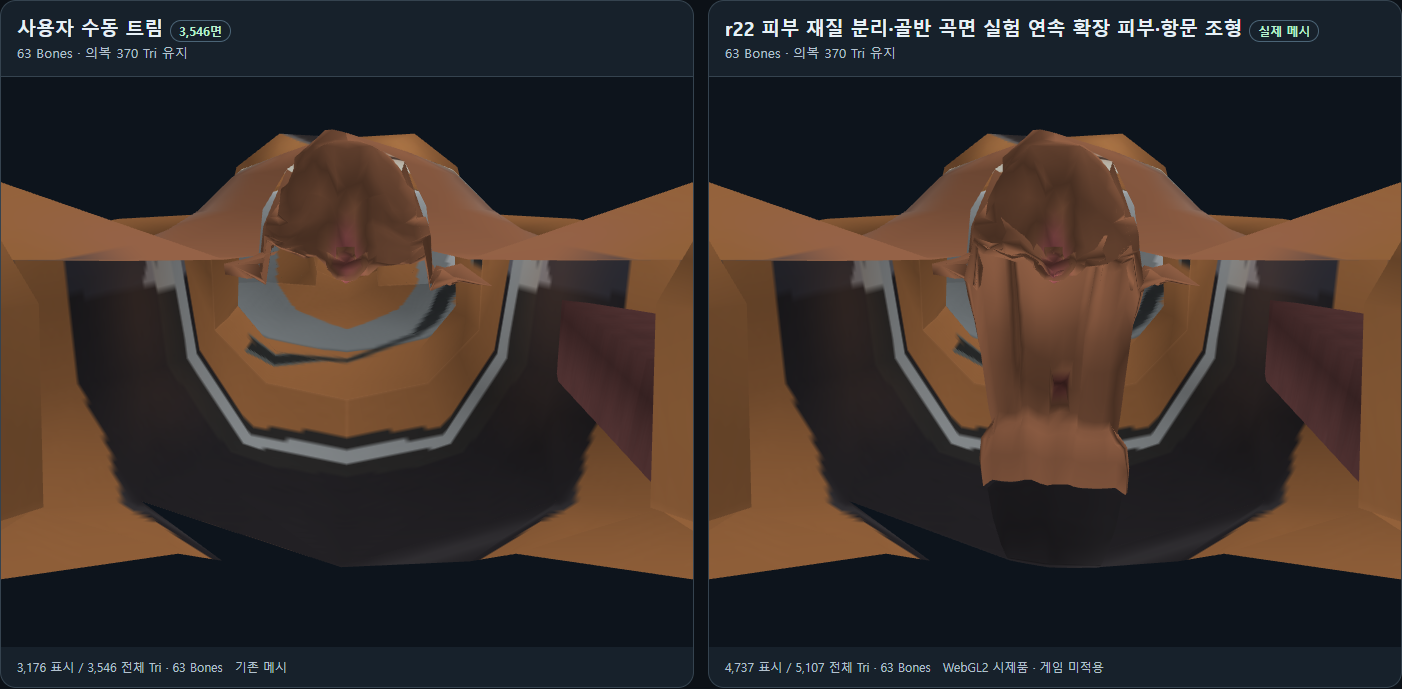 사용자 수동 트림 3,546면
63 Bones · 의복 370 Tri 유지
3,176 표시 / 3,546 전체 Tri · 63 Bones 기존 메시
r22 피부 재질 분리·골반 곡면 실험 연속 확장 피부·항문 조형 실제 메시
63 Bones · 의복 370 Tri 유지
4,737 표시 / 5,107 전체 Tri · 63 Bones WebGL2 시제품 · 게임 미적용